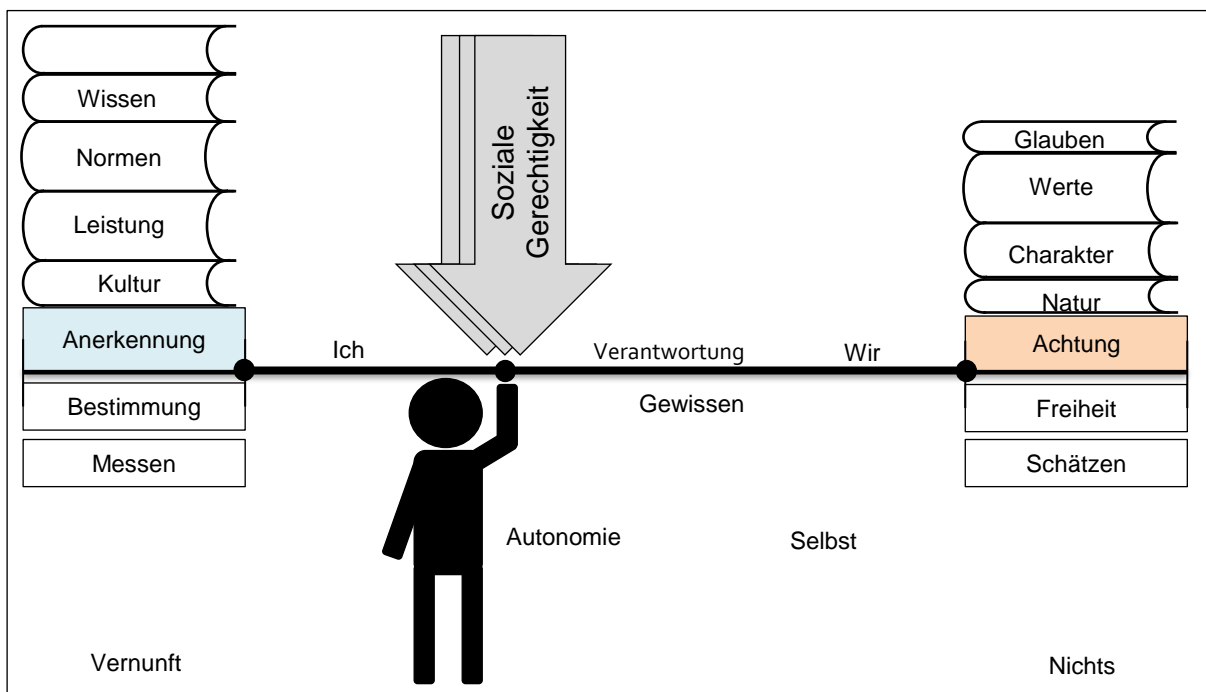 Wissen
Normen
Leistung
Kultur
Anerkennung
Bestimmung
Messen
Soziale
Gerechtigkeit
Ich
Verantwortung
Wir
Gewissen
Glauben
Werte
Charakter
Natur
Achtung
Freiheit
Schätzen
Autonomie
Selbst
Vernunft
Nichts